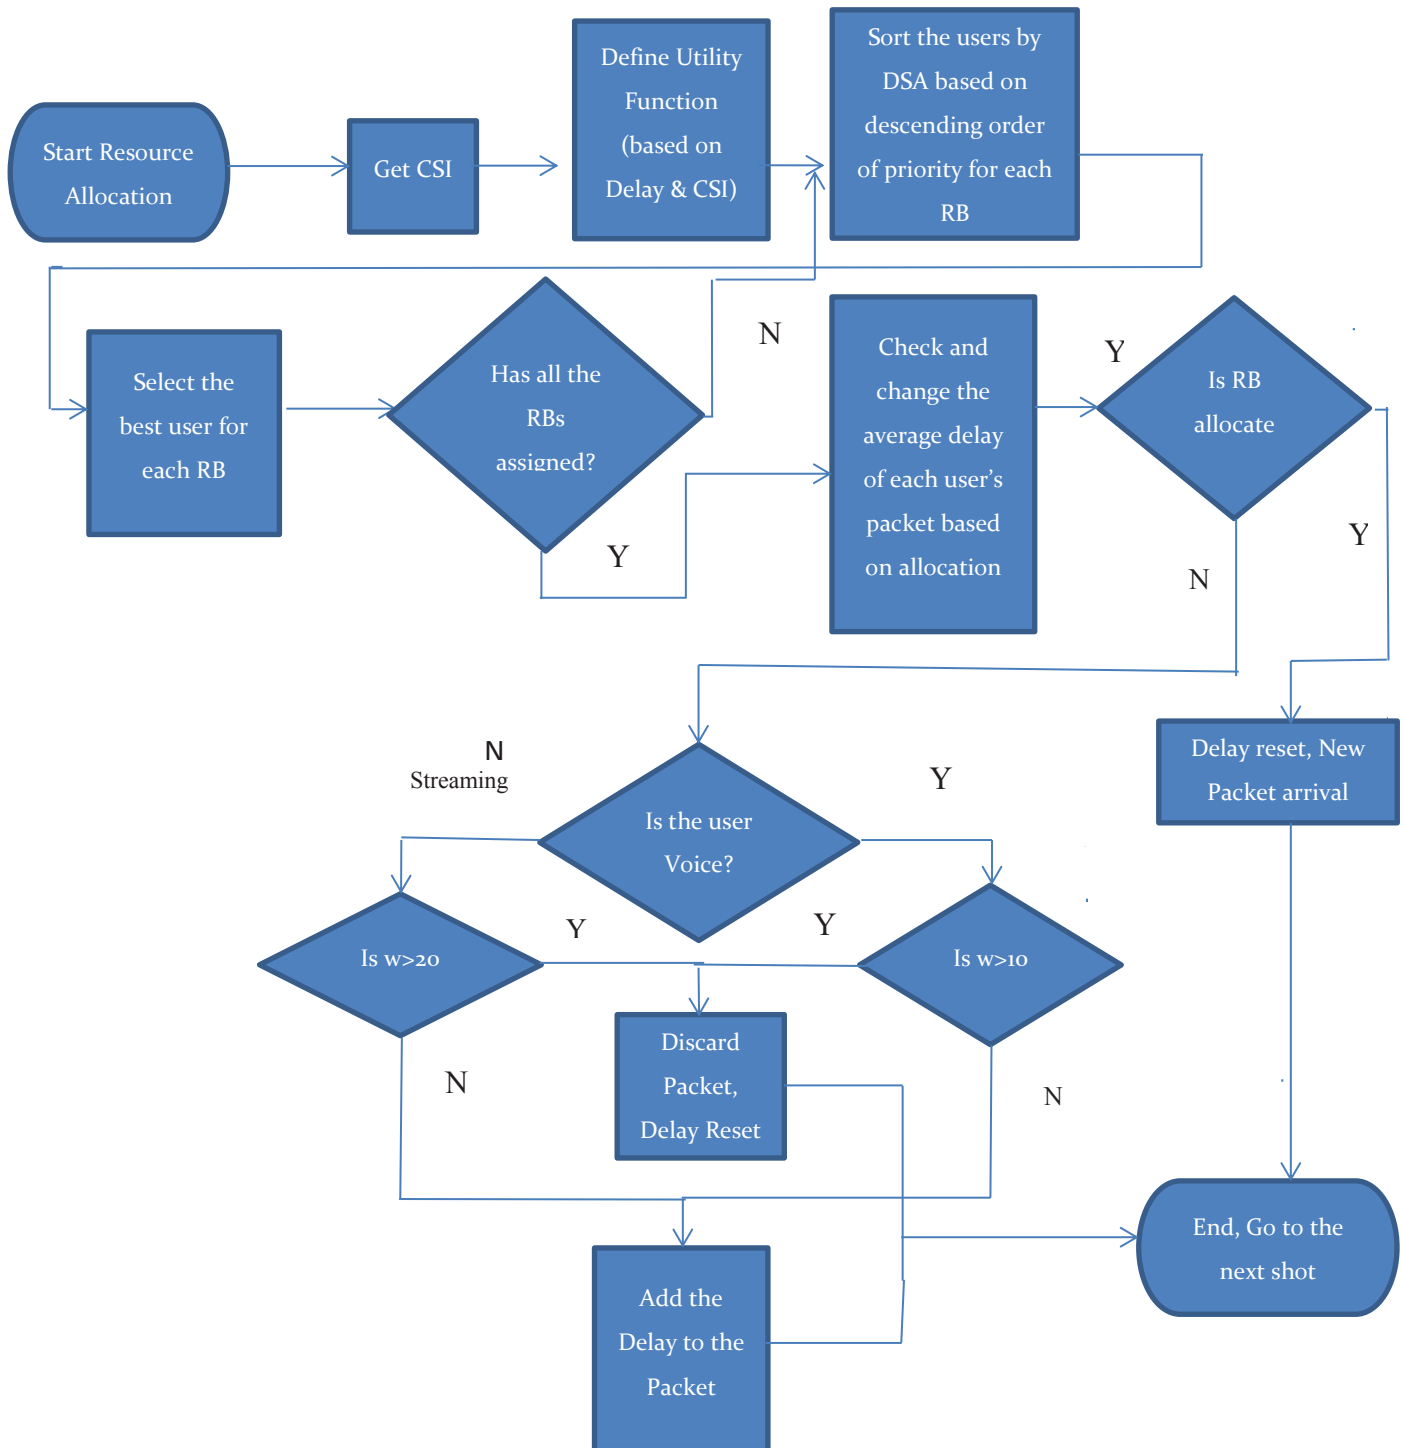 Start Resource
Allocation
Get CSI
Define Utility
Function
(based on
Delay & CSI)
Sort the users by
DSA based on
descending order
of priority for each
RB
Select the
best user for
each RB
Has all the
RBs
assigned?
N
Y
Check and
change the
average delay
of each user's
packet based
on allocation
Y
Is RB
allocate
Y
N
Delay reset, New
Packet arrival
N
Streaming
Is the user
Voice?
Y
Is w>20
Y
Y
Is w>10
N
Discard
Packet,
Delay Reset
N
Add the
Delay to the
Packet
End, Go to the
next shot